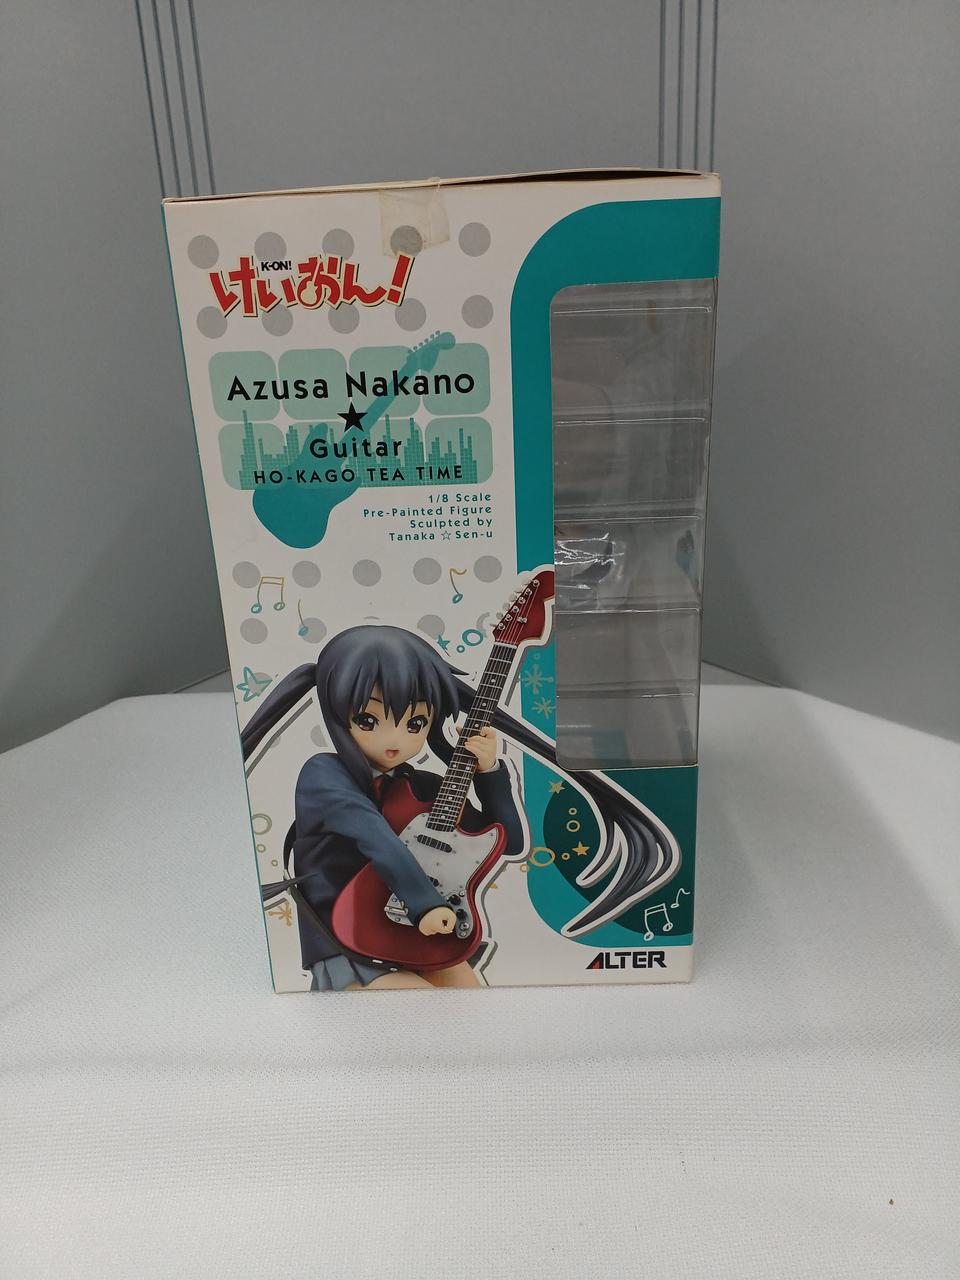 K-ON!
けいおん!
Azusa Nakano
★
Guitar
HO-KAGO TEA TIME
1/8 Scale
Pre-Painted Figure
Sculpted by
Tanaka ☆ Sen-u
ALTER